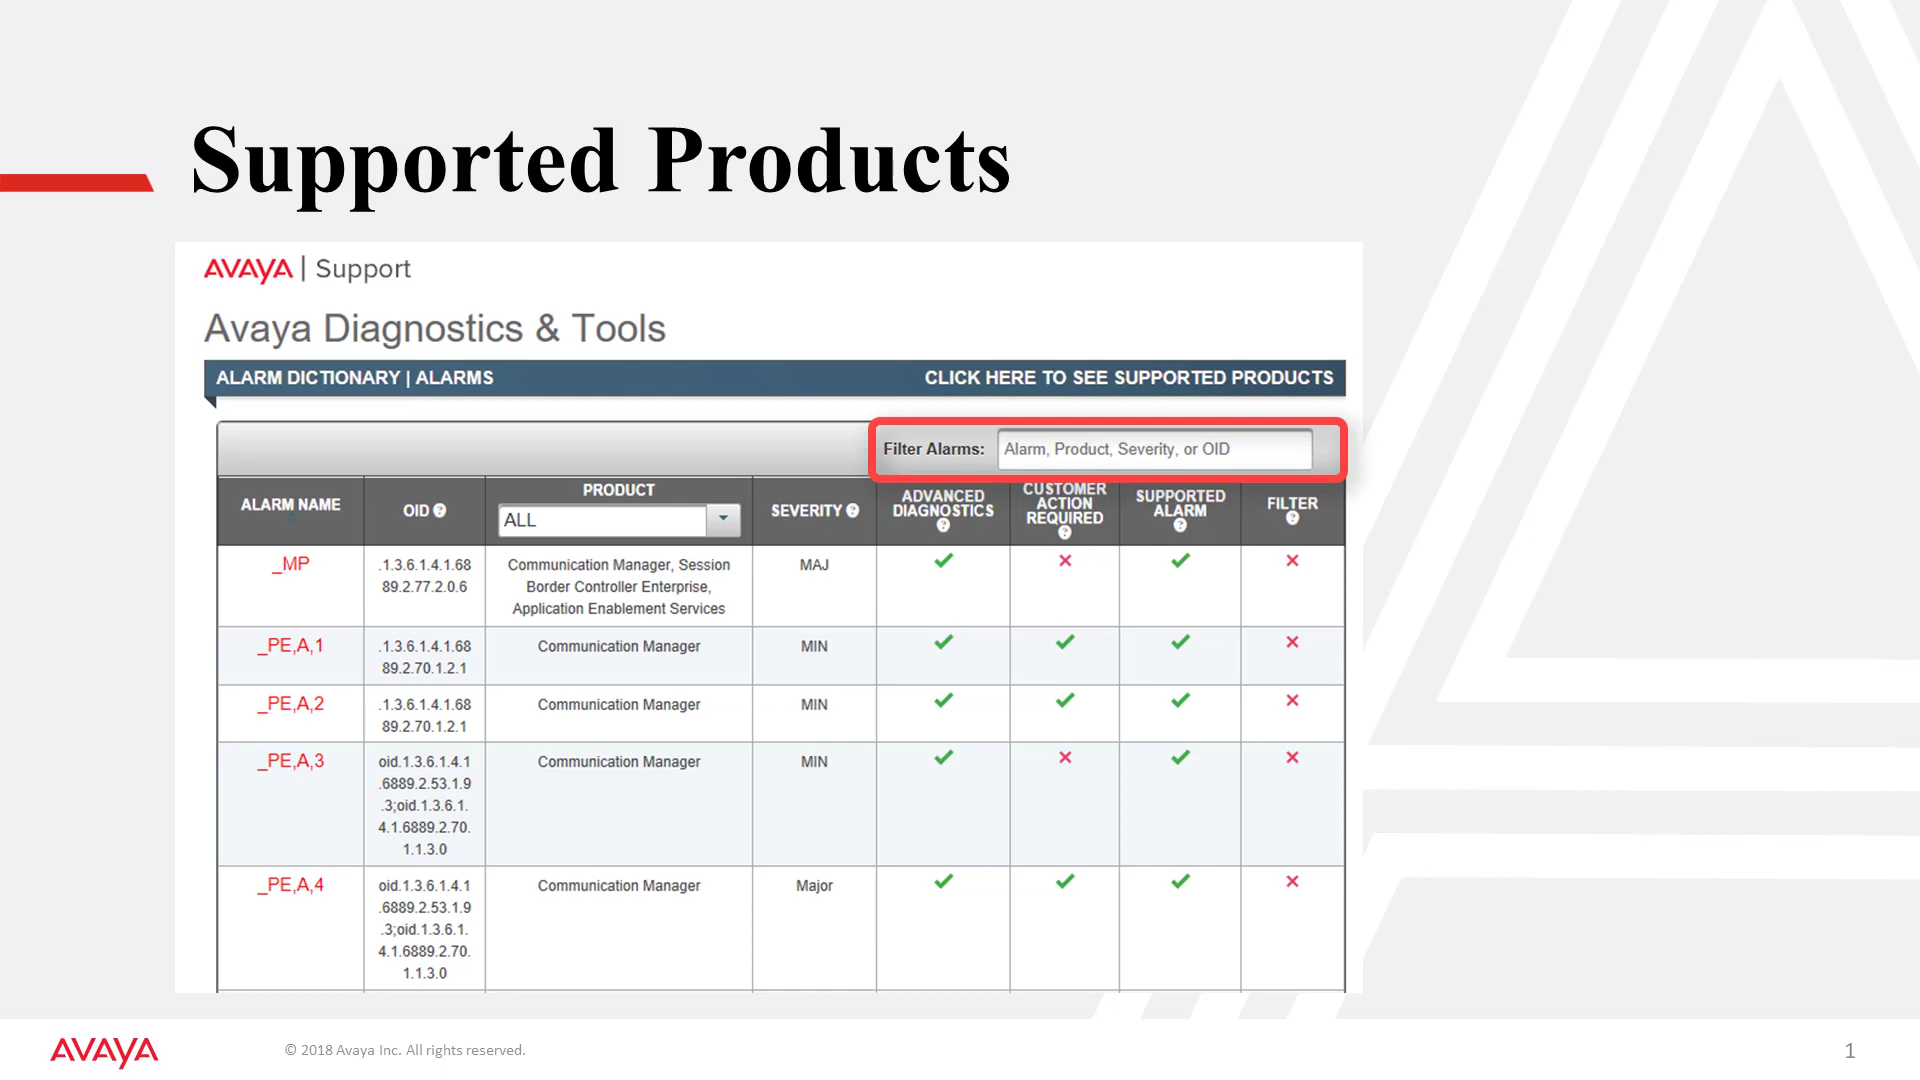 Supported Products
AVAYA | Support
Avaya Diagnostics & Tools
ALARM DICTIONARY | ALARMS
CLICK HERE TO SEE SUPPORTED PRODUCTS
Filter Alarms: Alarm, Product, Severity, or OID
ALARM NAME
OID ?
PRODUCT
ALL
SEVERITY ?
ADVANCED
DIAGNOSTICS
?
CUSTOMER
ACTION
REQUIRED
?
SUPPORTED
ALARM
?
FILTER
?
_MP
.1.3.6.1.4.1.68
89.2.77.2.0.6
Communication Manager, Session
Border Controller Enterprise,
Application Enablement Services
MAJ
_PE,A,1
.1.3.6.1.4.1.68
89.2.70.1.2.1
Communication Manager
MIN
_PE,A,2
.1.3.6.1.4.1.68
89.2.70.1.2.1
Communication Manager
MIN
_PE,A,3
oid.1.3.6.1.4.1
.6889.2.53.1.9
.3;oid.1.3.6.1.
4.1.6889.2.70.
1.1.3.0
Communication Manager
MIN
_PE,A,4
oid.1.3.6.1.4.1
.6889.2.53.1.9
.3;oid.1.3.6.1.
4.1.6889.2.70.
1.1.3.0
Communication Manager
Major
AVAYA
© 2018 Avaya Inc. All rights reserved.
1